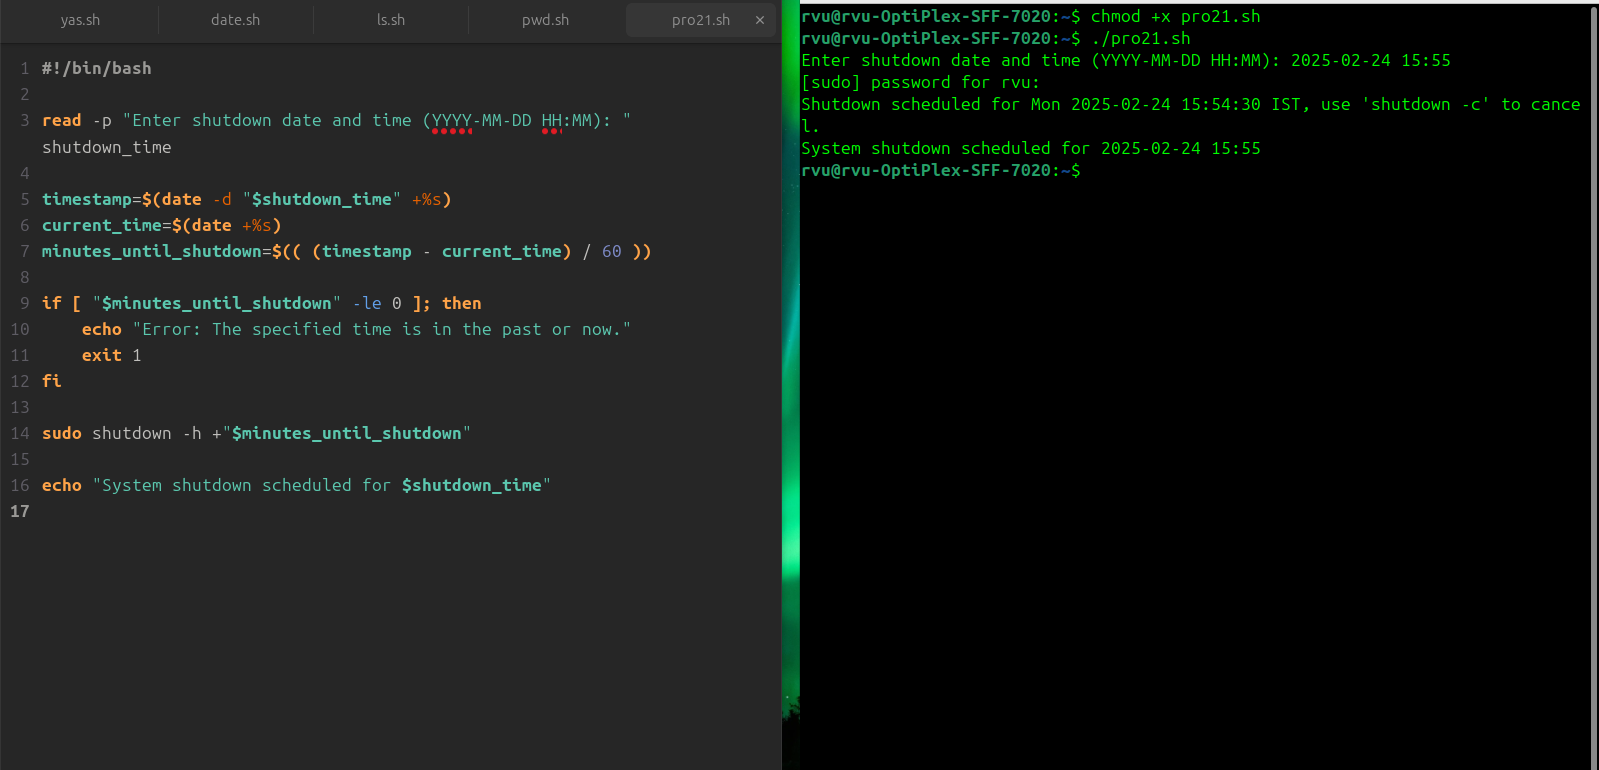 yas.sh date.sh ls.sh pwd.sh pro21.sh ×
1 #!/bin/bash
2
3 read -p "Enter shutdown date and time (YYYY-MM-DD HH:MM): "
shutdown_time
4
5 timestamp=$(date -d "$shutdown_time" +%s)
6 current_time=$(date +%s)
7 minutes_until_shutdown=$(( (timestamp - current_time) / 60 ))
8
9 if [ "$minutes_until_shutdown" -le 0 ]; then
10     echo "Error: The specified time is in the past or now."
11     exit 1
12 fi
13
14 sudo shutdown -h +"$minutes_until_shutdown"
15
16 echo "System shutdown scheduled for $shutdown_time"
17
rvu@rvu-OptiPlex-SFF-7020:~$ chmod +x pro21.sh
rvu@rvu-OptiPlex-SFF-7020:~$ ./pro21.sh
Enter shutdown date and time (YYYY-MM-DD HH:MM): 2025-02-24 15:55
[sudo] password for rvu:
Shutdown scheduled for Mon 2025-02-24 15:54:30 IST, use 'shutdown -c' to cance
l.
System shutdown scheduled for 2025-02-24 15:55
rvu@rvu-OptiPlex-SFF-7020:~$